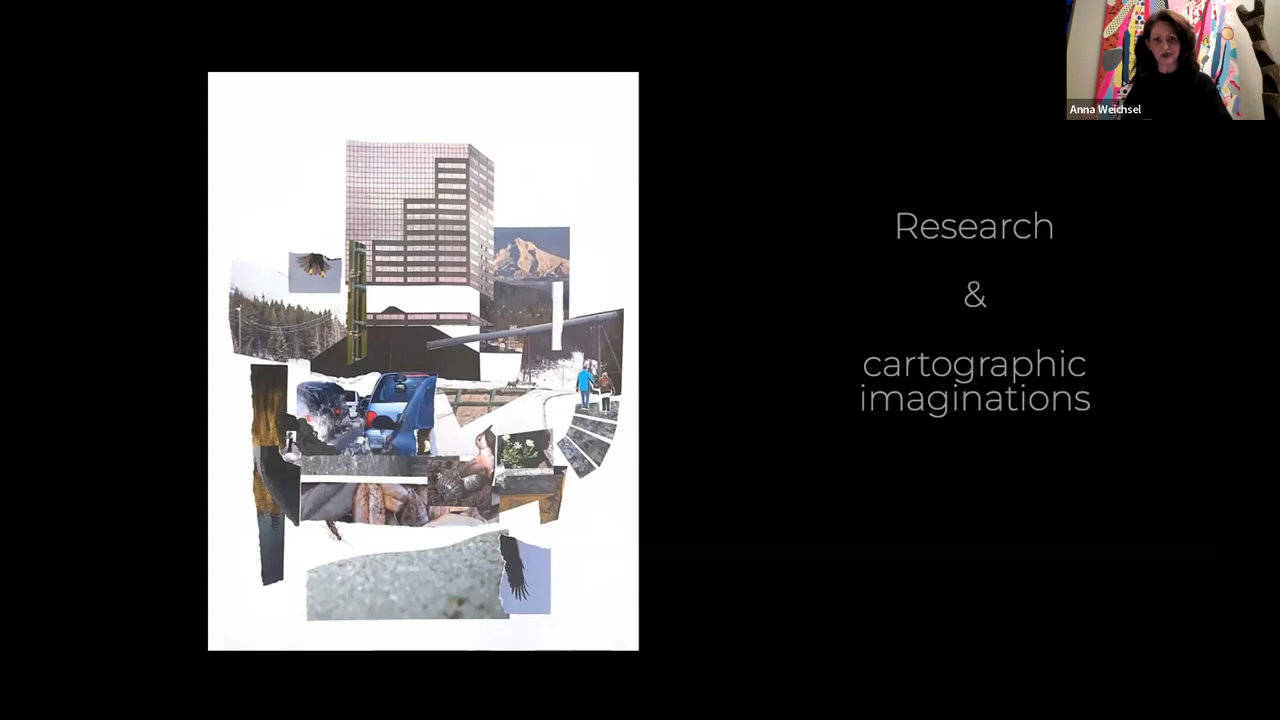 Anna Weichsel
Research
&
cartographic
imaginations